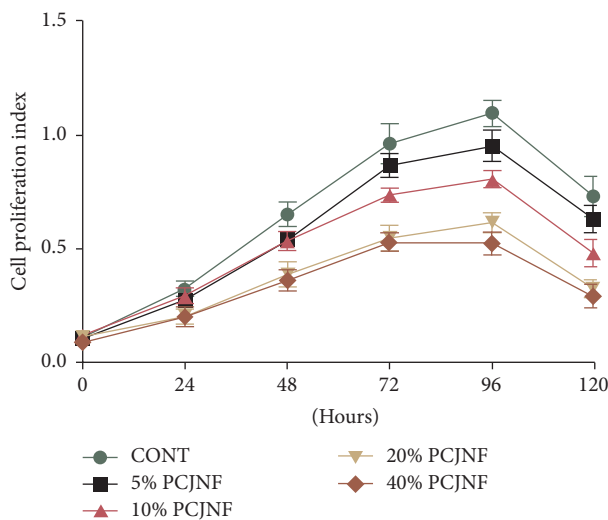 1.5
1.0
0.5
0.0
Cell proliferation index
0 24 48 72 96 120
(Hours)
CONT
5% PCJNF
10% PCJNF
20% PCJNF
40% PCJNF